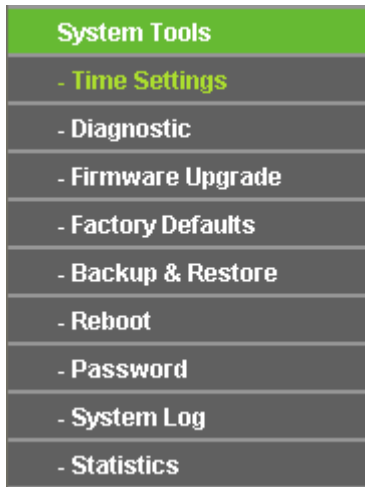 System Tools
- Time Settings
- Diagnostic
- Firmware Upgrade
- Factory Defaults
- Backup & Restore
- Reboot
- Password
- System Log
- Statistics